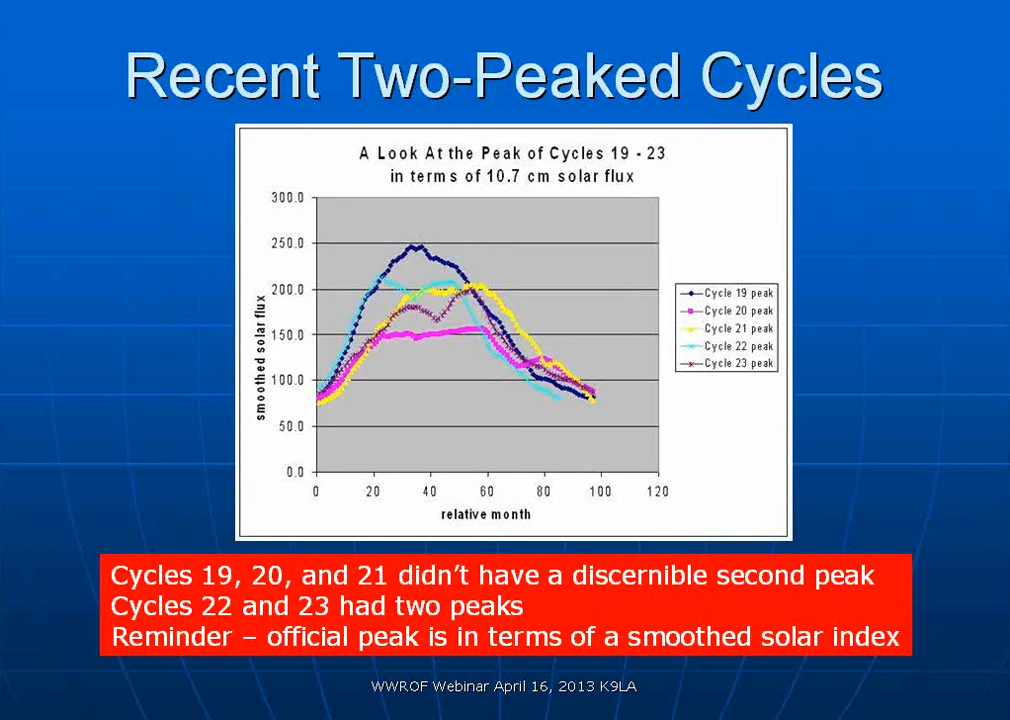 Recent Two-Peaked Cycles
A Look At the Peak of Cycles 19 - 23
in terms of 10.7 cm solar flux
300.0
250.0
200.0
150.0
100.0
50.0
0.0
smoothed solar flux
0 20 40 60 80 100 120
relative month
Cycle 19 peak
Cycle 20 peak
Cycle 21 peak
Cycle 22 peak
Cycle 23 peak
Cycles 19, 20, and 21 didn't have a discernible second peak
Cycles 22 and 23 had two peaks
Reminder – official peak is in terms of a smoothed solar index
WWROF Webinar April 16, 2013 K9LA